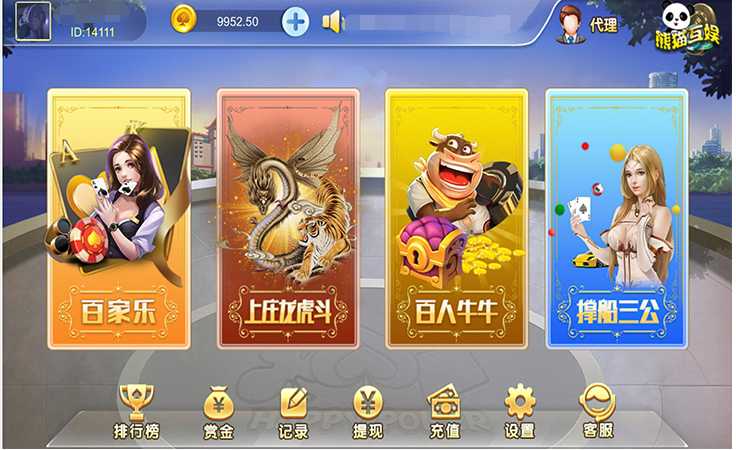 ID:14111
9952.50
代理
熊猫互娱
A
K
百家乐
上庄龙虎斗
百人牛牛
撑船三公
排行榜
赏金
记录
提现
充值
设置
客服
HAPPY POKER